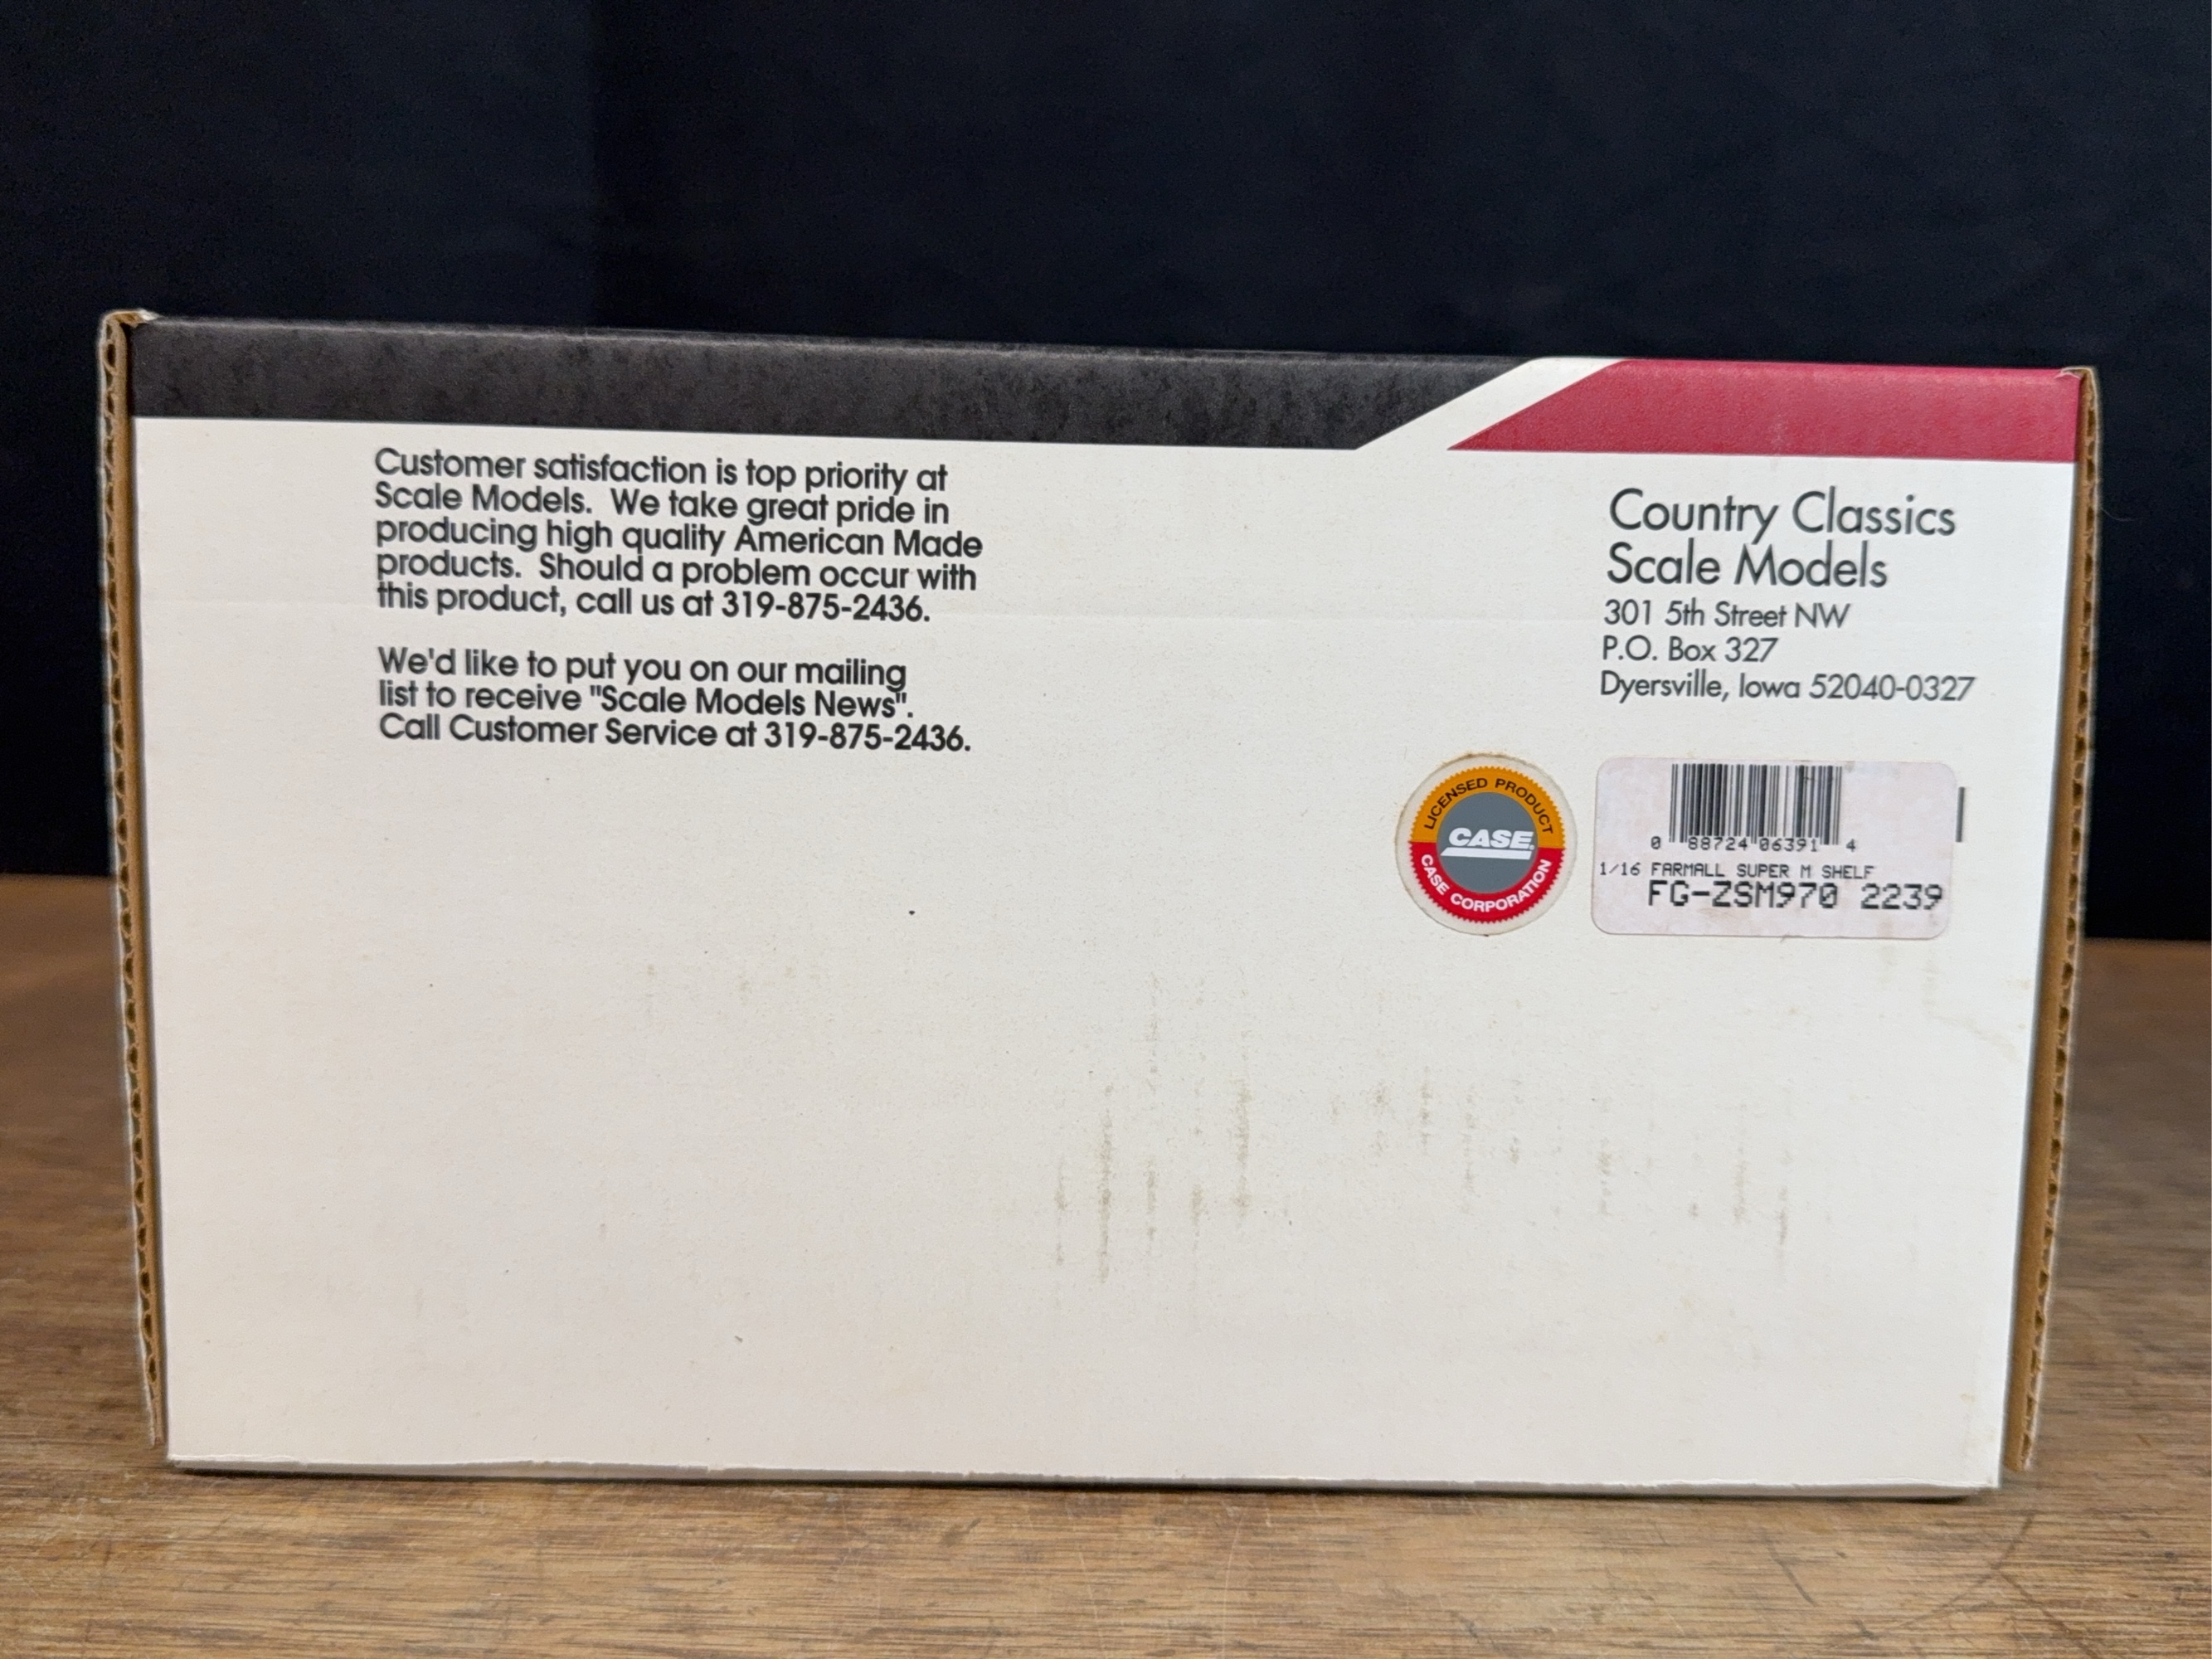 Customer satisfaction is top priority at
Scale Models. We take great pride in
producing high quality American Made
products. Should a problem occur with
this product, call us at 319-875-2436.
We'd like to put you on our mailing
list to receive "Scale Models News".
Call Customer Service at 319-875-2436.
Country Classics
Scale Models
301 5th Street NW
P.O. Box 327
Dyersville, Iowa 52040-0327
LICENSED PRODUCT
CASE
CASE CORPORATION
0 88724 06391 4
1/16 FARMALL SUPER M SHELF
FG-ZSM970 2239